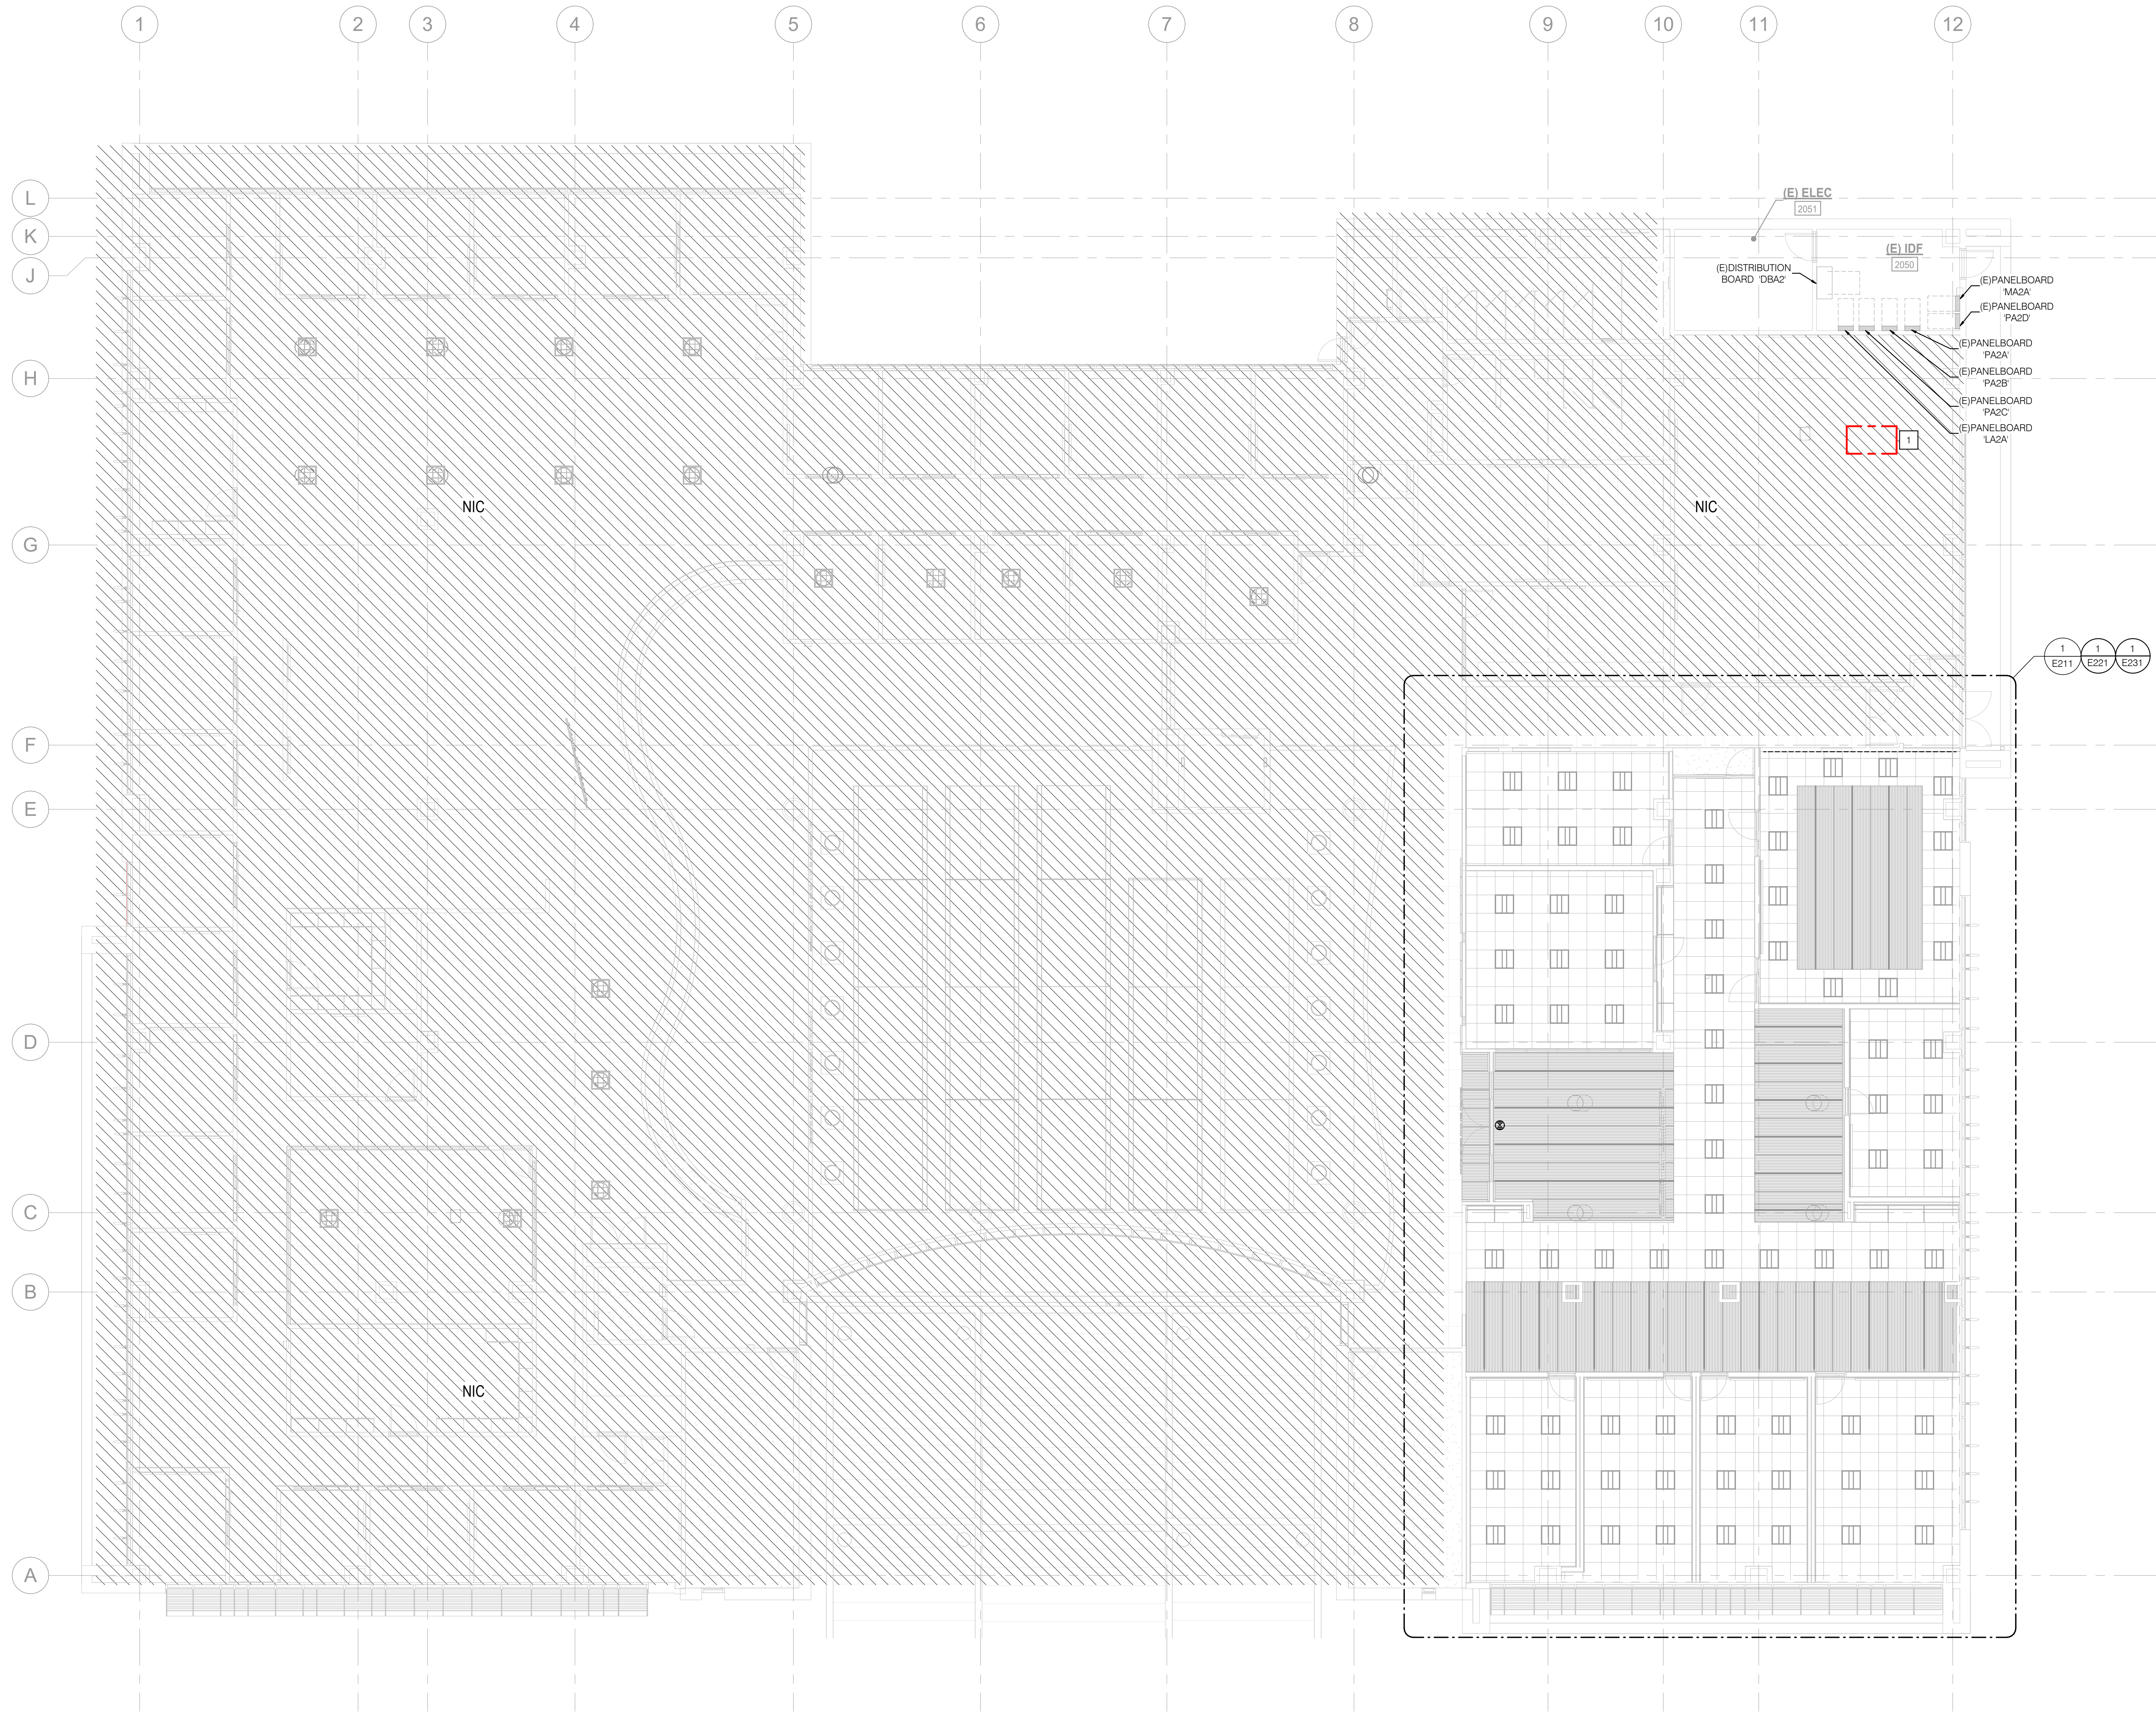 1 2 3 4 5 6 7 8 9 10 11 12
L
K
J
H
G
F
E
D
C
B
A
(E) ELEC
2051
(E) IDF
2050
(E)DISTRIBUTION
BOARD 'DBA2'
(E)PANELBOARD
'MA2A'
(E)PANELBOARD
'PA2D'
(E)PANELBOARD
'PA2A'
(E)PANELBOARD
'PA2B'
(E)PANELBOARD
'PA2C'
(E)PANELBOARD
'LA2A'
1
NIC
NIC
1
E211
1
E221
1
E231
NIC